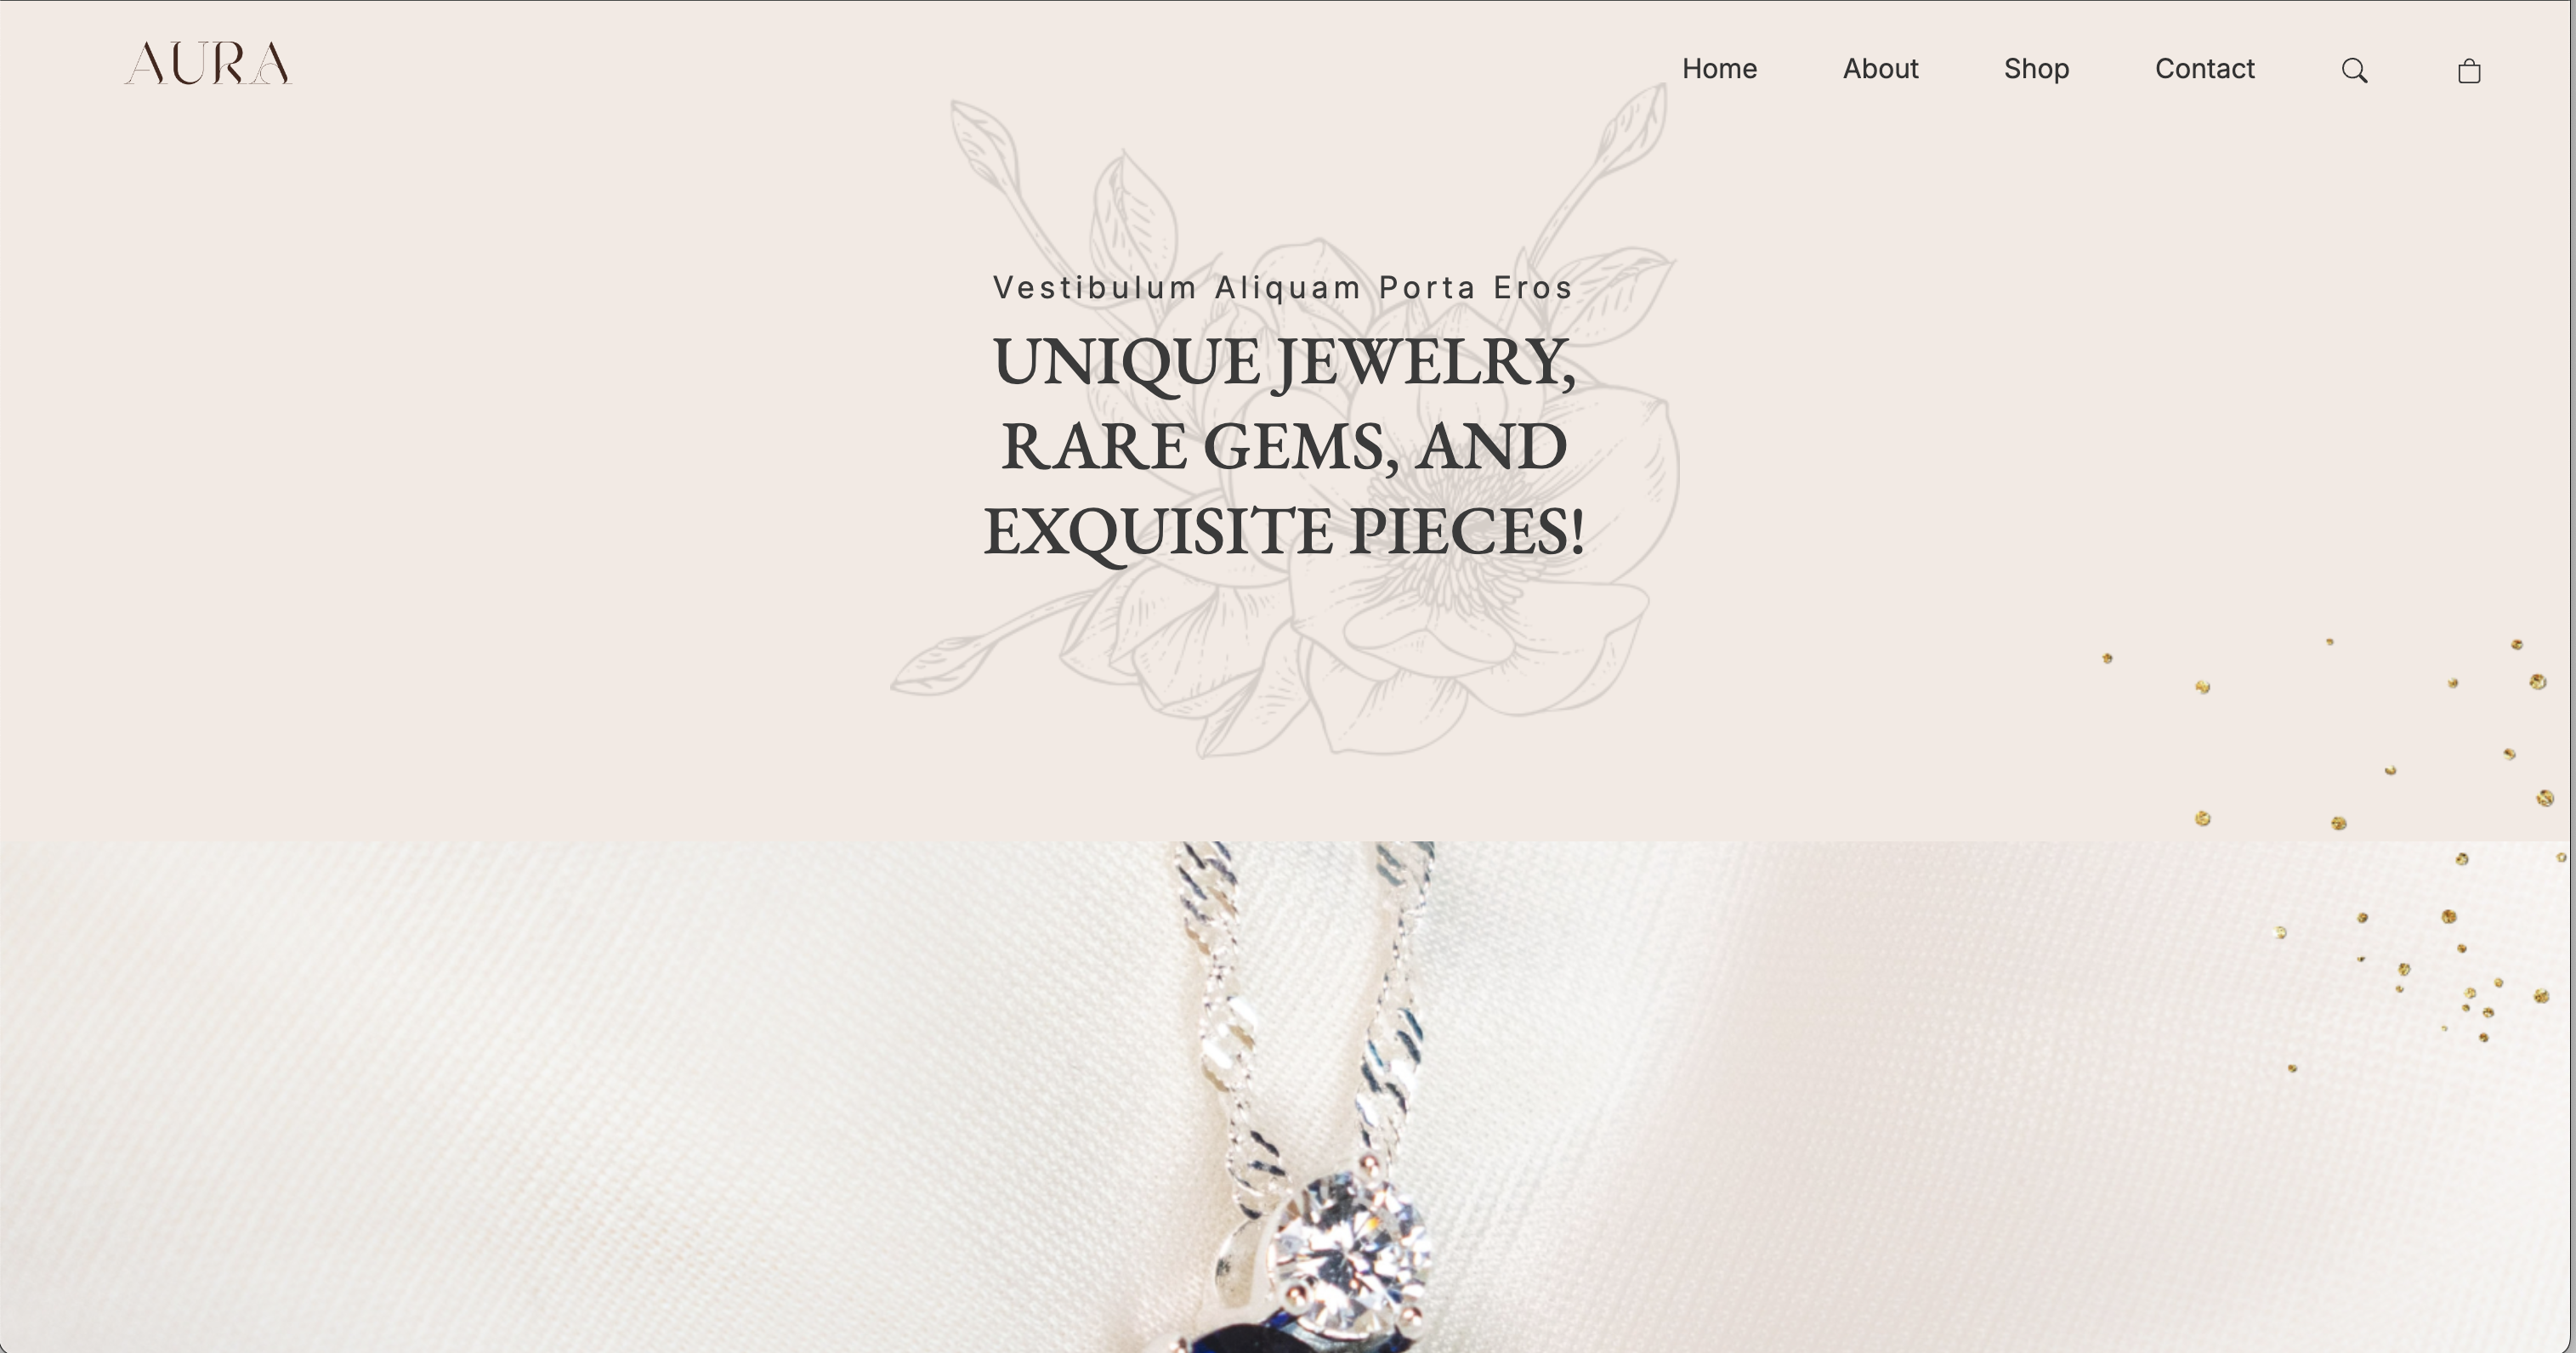 AURA
Home About Shop Contact
Vestibulum Aliquam Porta Eros
UNIQUE JEWELRY,
RARE GEMS, AND
EXQUISITE PIECES!